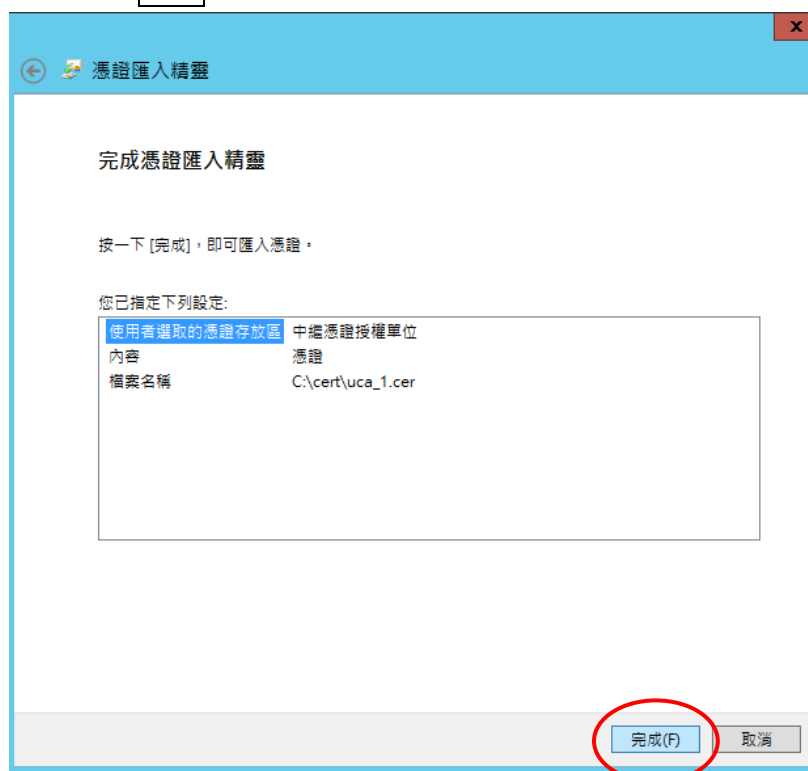 x
憑證匯入精靈
完成憑證匯入精靈
按一下 [完成]，即可匯入憑證。
您已指定下列設定:
使用者選取的憑證存放區 中繼憑證授權單位
內容 憑證
檔案名稱 C:\cert\uca_1.cer
完成(F) 取消